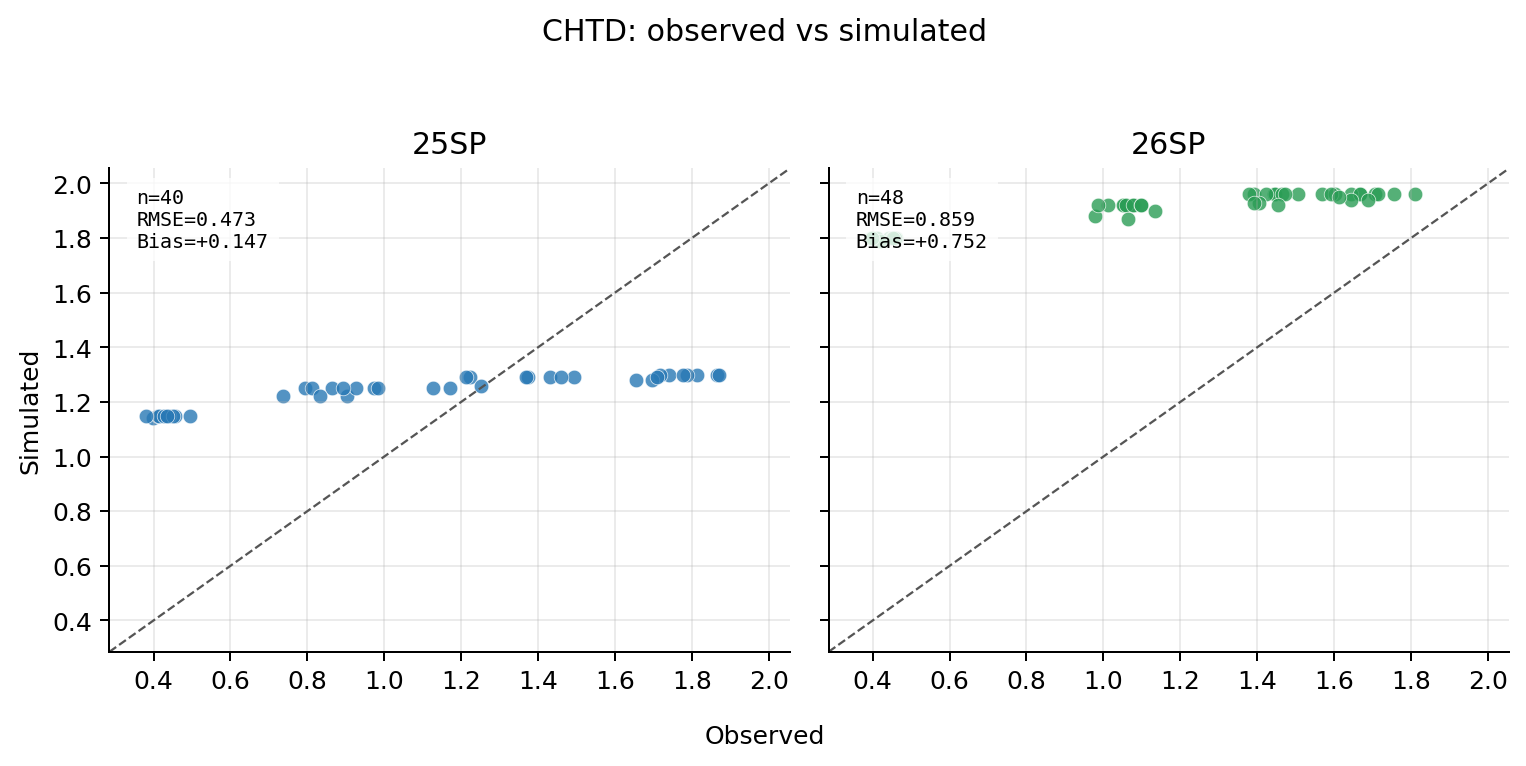 CHTD: observed vs simulated
25SP
n=40
RMSE=0.473
Bias=+0.147
2.0
1.8
1.6
1.4
1.2
1.0
0.8
0.6
0.4
Simulated
0.4 0.6 0.8 1.0 1.2 1.4 1.6 1.8 2.0
26SP
n=48
RMSE=0.859
Bias=+0.752
0.4 0.6 0.8 1.0 1.2 1.4 1.6 1.8 2.0
Observed